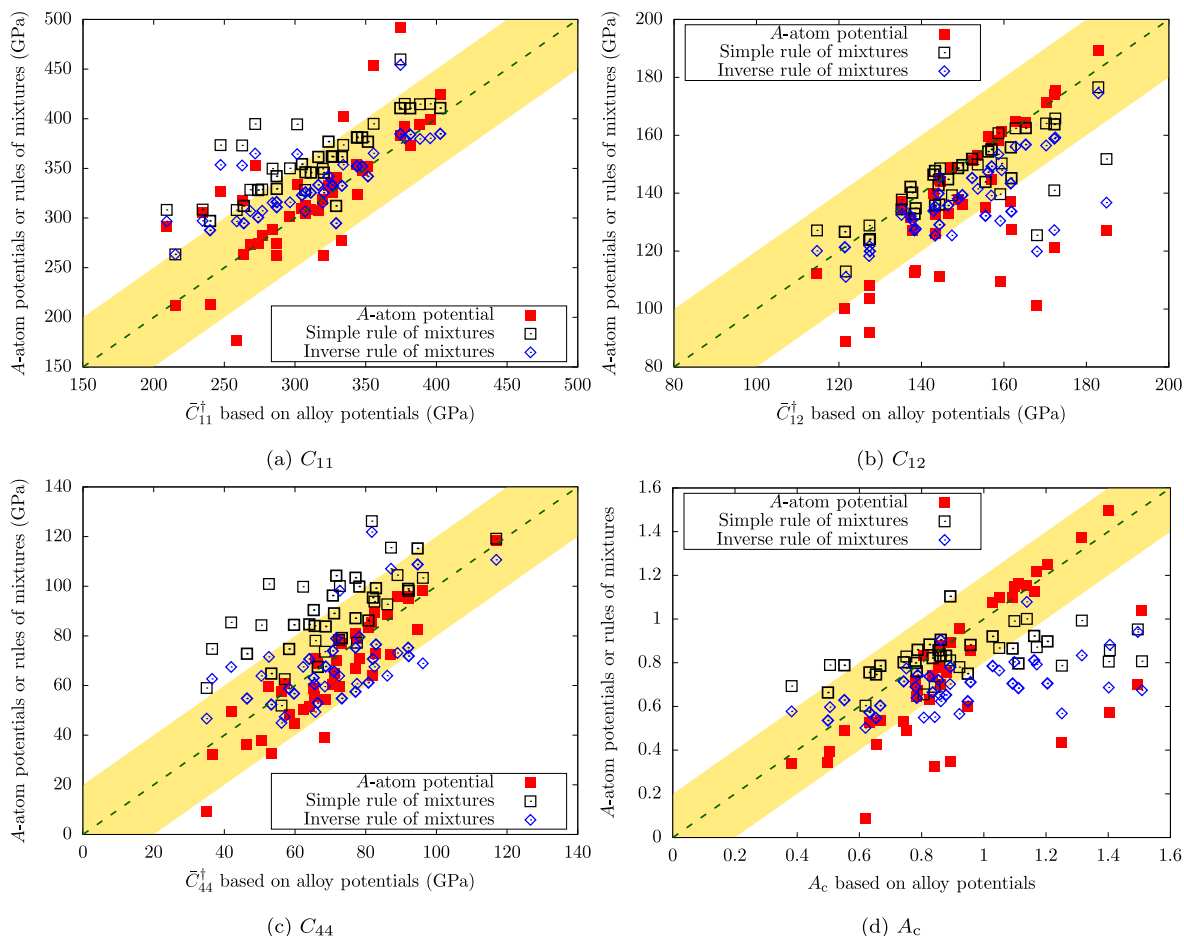 A-atom potentials or rules of mixtures (GPa)
500
450
400
350
300
250
200
150
150 200 250 300 350 400 450 500
A-atom potential
Simple rule of mixtures
Inverse rule of mixtures
C̄†₁₁ based on alloy potentials (GPa)
(a) C₁₁
A-atom potentials or rules of mixtures (GPa)
200
180
160
140
120
100
80
80 100 120 140 160 180 200
A-atom potential
Simple rule of mixtures
Inverse rule of mixtures
C̄†₁₂ based on alloy potentials (GPa)
(b) C₁₂
A-atom potentials or rules of mixtures (GPa)
140
120
100
80
60
40
20
0
0 20 40 60 80 100 120 140
A-atom potential
Simple rule of mixtures
Inverse rule of mixtures
C̄†₄₄ based on alloy potentials (GPa)
(c) C₄₄
A-atom potentials or rules of mixtures
1.6
1.4
1.2
1
0.8
0.6
0.4
0.2
0
0 0.2 0.4 0.6 0.8 1 1.2 1.4 1.6
A-atom potential
Simple rule of mixtures
Inverse rule of mixtures
A_c based on alloy potentials
(d) A_c